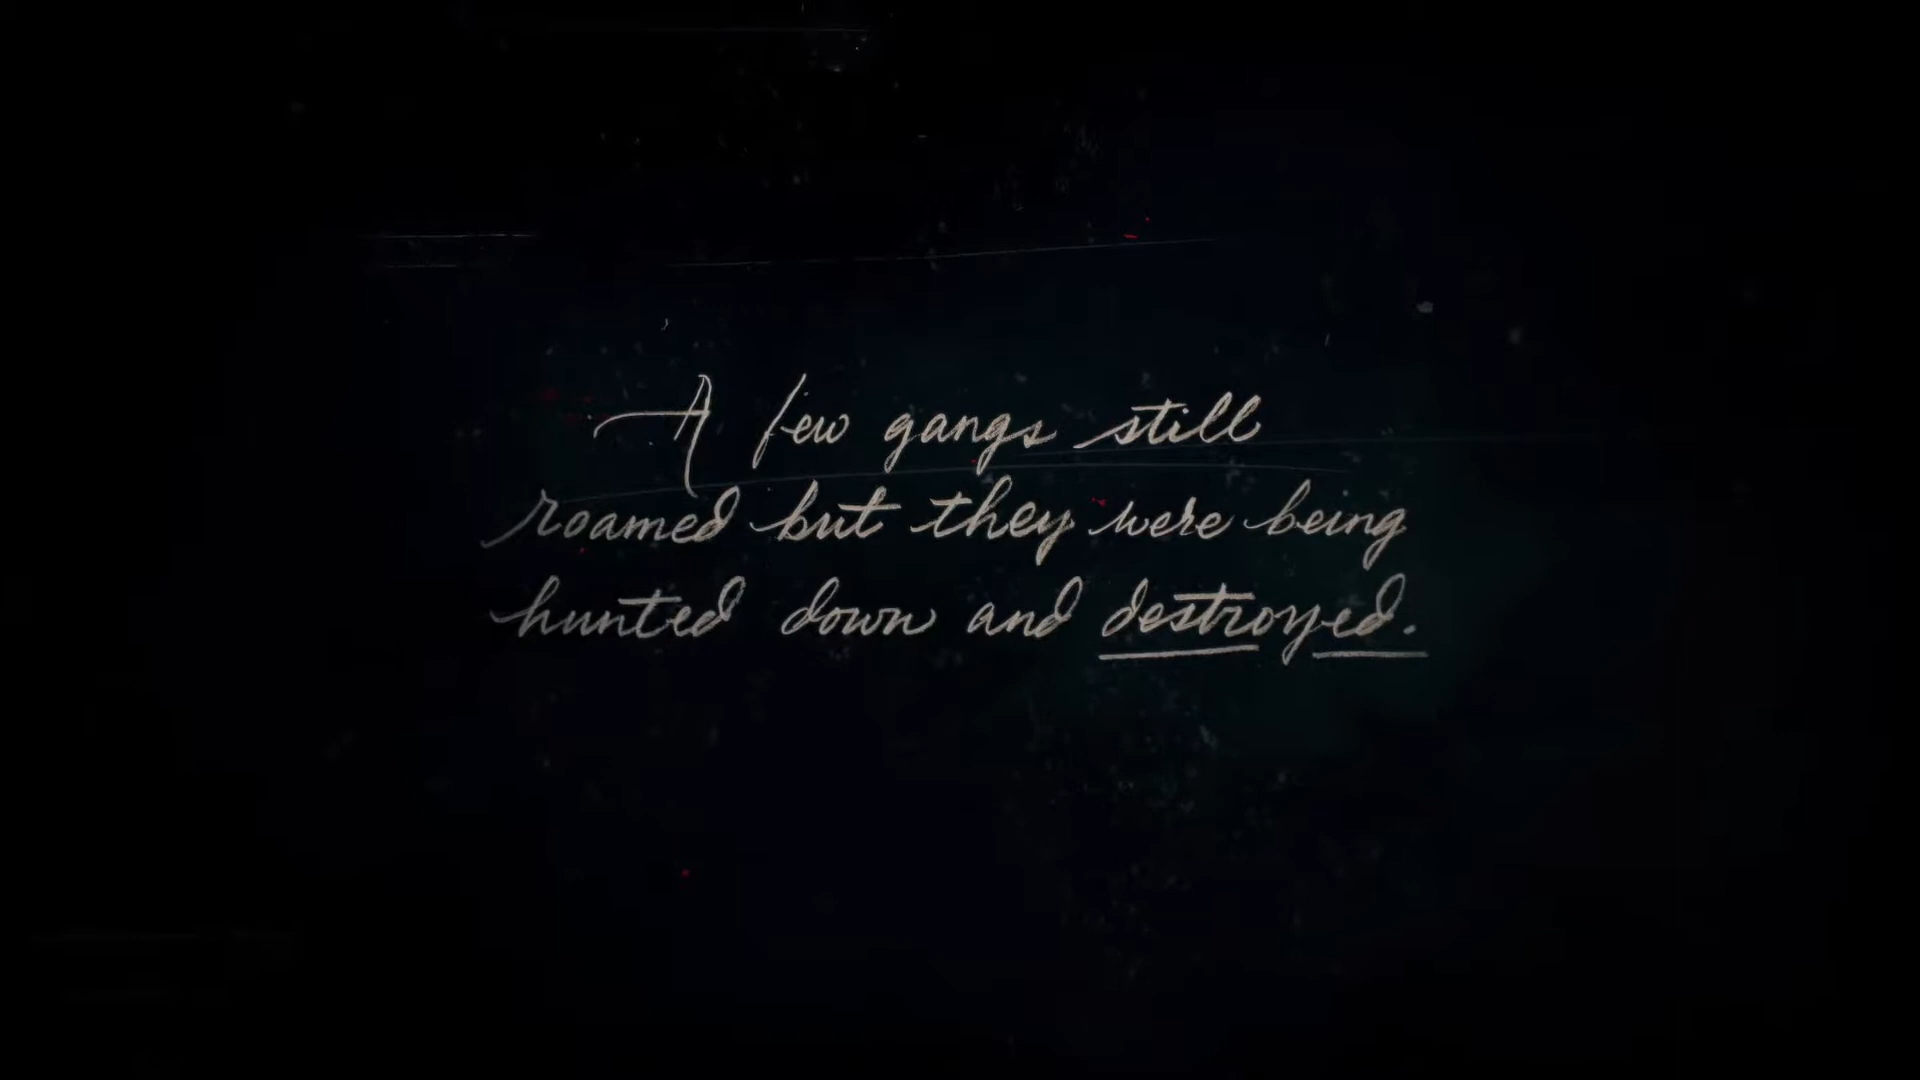 A few gangs still
roamed but they were being
hunted down and destroyed.